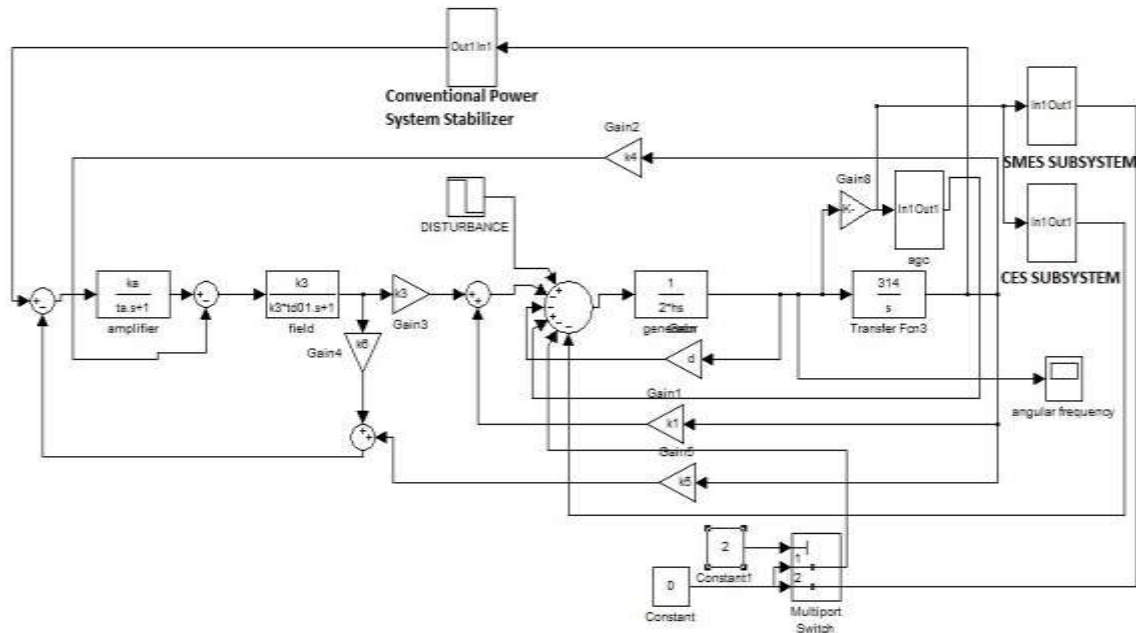 Out1 In1
Conventional Power
System Stabilizer
In1 Out1
SMES SUBSYSTEM
Gain2
k4
Gain8
K-
In1 Out1
agc
In1 Out1
CES SUBSYSTEM
DISTURBANCE
ka
ta.s+1
amplifier
k3
k3*td01.s+1
field
k3
Gain3
1
2*hs
314
s
Transfer Fcn3
k6
Gain4
d
angular frequency
Gain1
k1
Gain5
k5
2
Constant1
0
Constant
1
2
Multiport
Switch